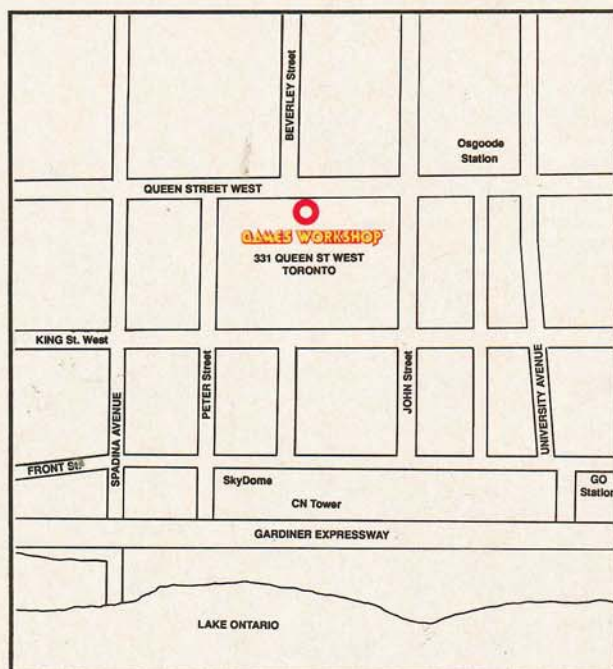 BEVERLEY Street
Osgoode
Station
QUEEN STREET WEST
GAMES WORKSHOP
331 QUEEN ST WEST
TORONTO
KING St. West
SPADINA AVENUE
PETER Street
JOHN Street
UNIVERSITY AVENUE
FRONT St.
SkyDome
CN Tower
GO
Station
GARDINER EXPRESSWAY
LAKE ONTARIO